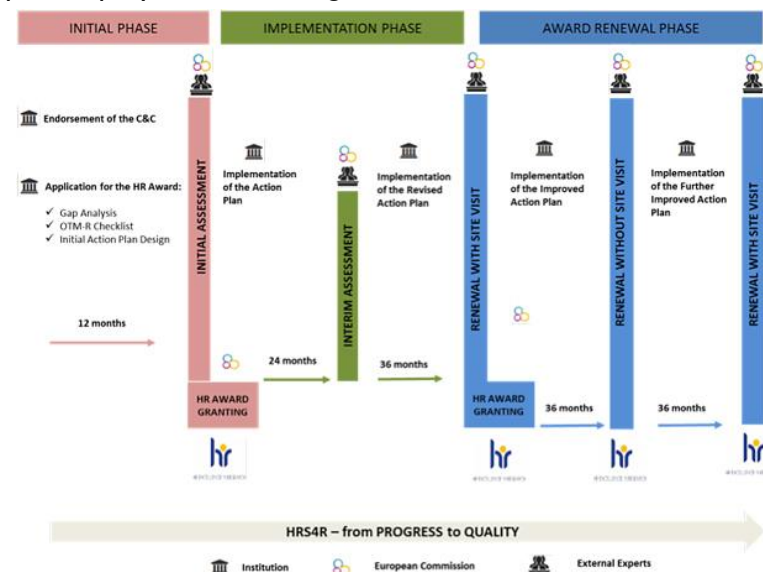 INITIAL PHASE
IMPLEMENTATION PHASE
AWARD RENEWAL PHASE
Endorsement of the C&C
Application for the HR Award:
✓ Gap Analysis
✓ OTM-R Checklist
✓ Initial Action Plan Design
12 months
INITIAL ASSESSMENT
HR AWARD
GRANTING
Implementation
of the Action
Plan
24 months
INTERIM ASSESSMENT
Implementation
of the Revised
Action Plan
36 months
RENEWAL WITH SITE VISIT
HR AWARD
GRANTING
Implementation
of the Improved
Action Plan
36 months
RENEWAL WITHOUT SITE VISIT
Implementation
of the Further
Improved Action
Plan
36 months
RENEWAL WITH SITE VISIT
hr
hr
hr
hr
HRS4R – from PROGRESS to QUALITY
Institution
European Commission
External Experts